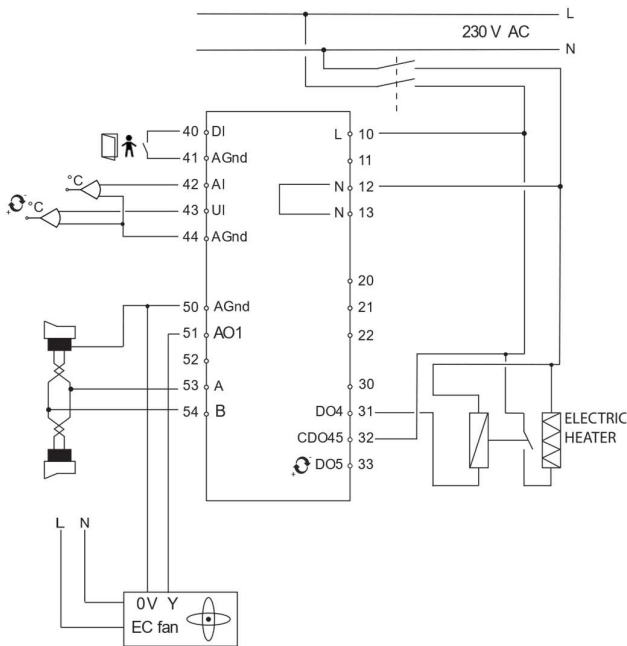 L
230 V AC
N
40 DI
L 10
41 AGnd
11
°C
42 AI
N 12
°C
43 UI
N 13
44 AGnd
20
50 AGnd
21
51 AO1
22
52
53 A
30
54 B
DO4 31
ELECTRIC
HEATER
CDO45 32
DO5 33
L N
0V Y
EC fan